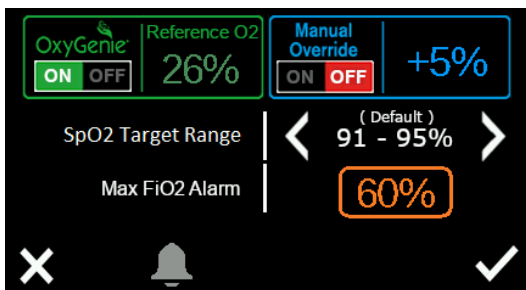 OxyGenie
ON OFF
Reference O2
26%
Manual
Override
ON OFF
+5%
SpO2 Target Range
( Default )
91 - 95%
Max FiO2 Alarm
60%